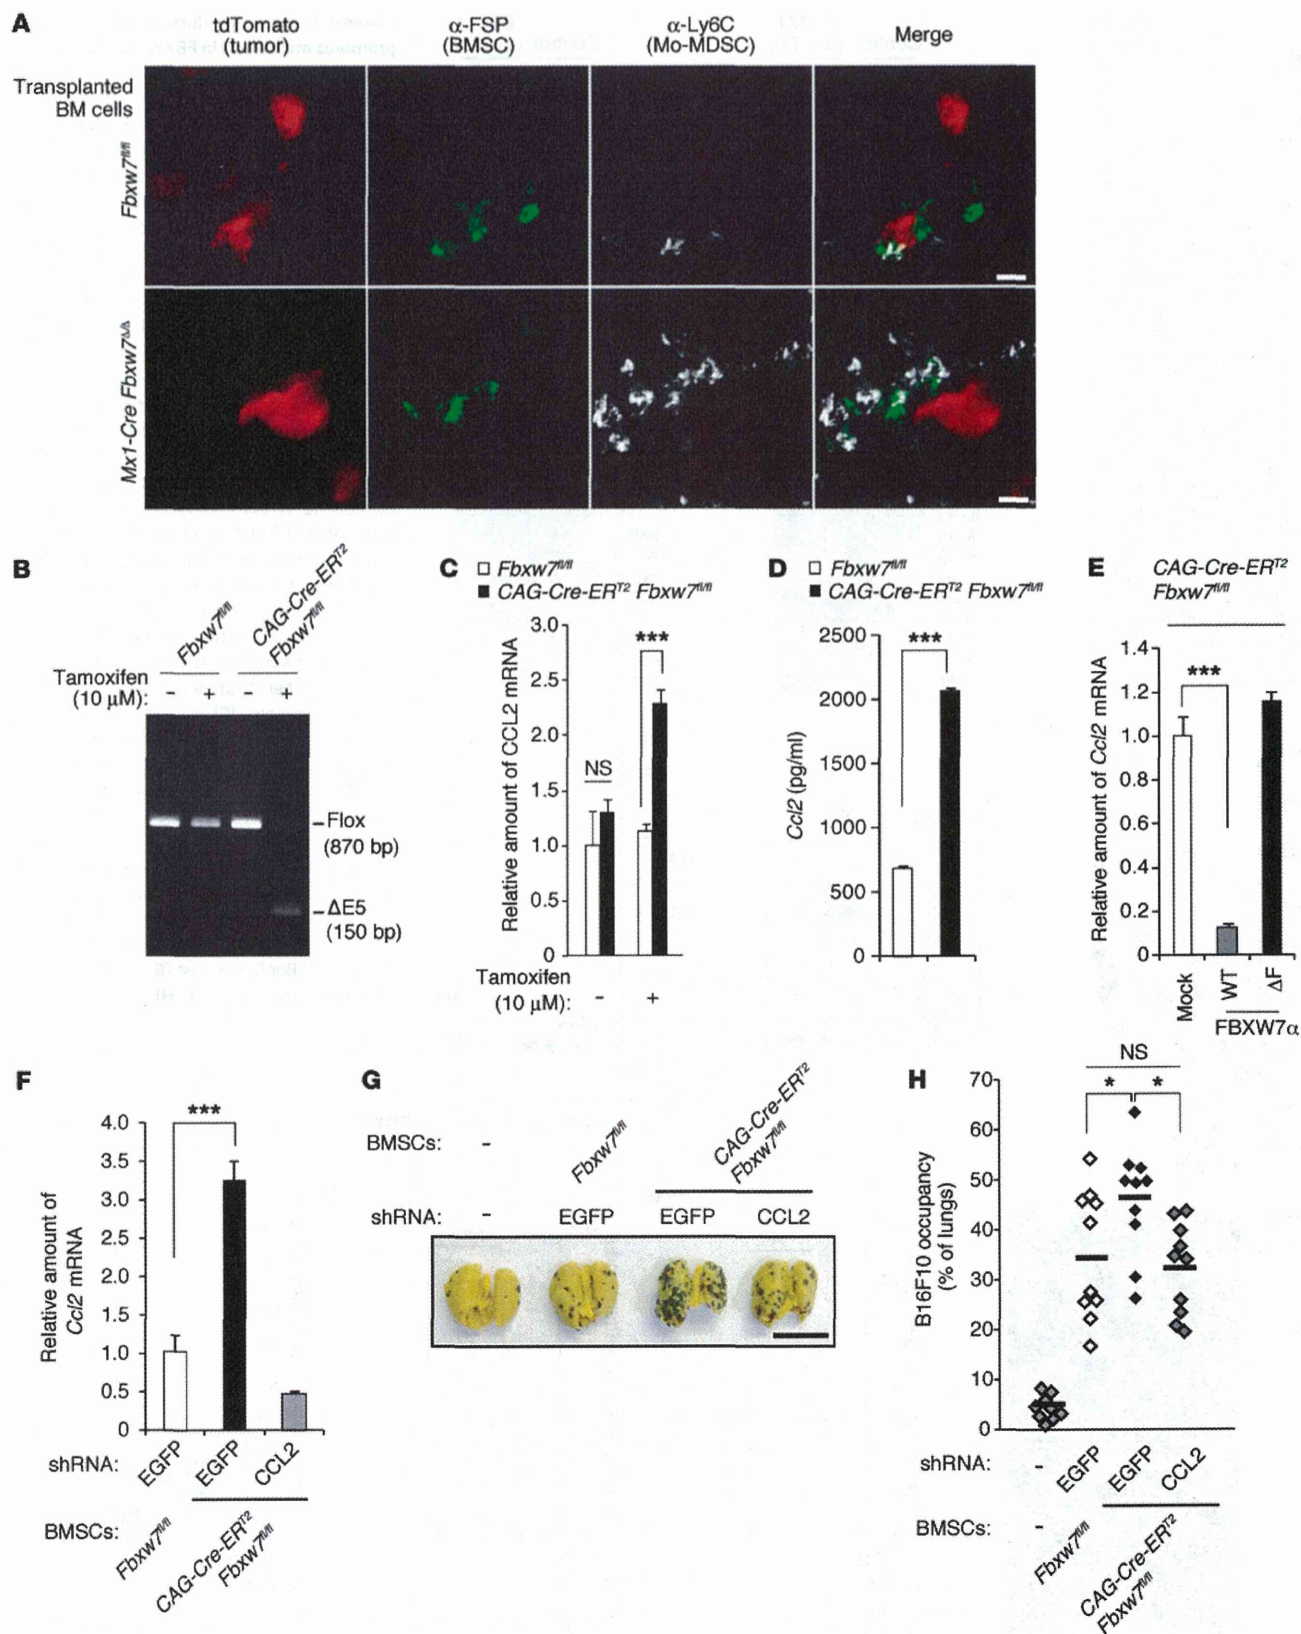 A
tdTomato
(tumor)
α-FSP
(BMSC)
α-Ly6C
(Mo-MDSC)
Merge
Transplanted
BM cells
Fbxw7fl/fl
Mx1-Cre Fbxw7Δ/Δ
B
Fbxw7fl/fl
CAG-Cre-ERT2
Fbxw7fl/fl
Tamoxifen
(10 μM): - + - +
Flox
(870 bp)
ΔE5
(150 bp)
C
Fbxw7fl/fl
CAG-Cre-ERT2 Fbxw7fl/fl
Relative amount of CCL2 mRNA
3.0
2.5
2.0
1.5
1.0
0.5
0
NS
***
Tamoxifen
(10 μM): - +
D
Fbxw7fl/fl
CAG-Cre-ERT2 Fbxw7fl/fl
Ccl2 (pg/ml)
2500
2000
1500
1000
500
0
***
E
CAG-Cre-ERT2
Fbxw7fl/fl
Relative amount of Ccl2 mRNA
1.4
1.2
1.0
0.8
0.6
0.4
0.2
0
***
Mock
WT
ΔF
FBXW7α
F
Relative amount of
Ccl2 mRNA
4.0
3.5
3.0
2.5
2.0
1.5
1.0
0.5
0
***
shRNA: EGFP EGFP CCL2
BMSCs: Fbxw7fl/fl
CAG-Cre-ERT2
Fbxw7fl/fl
G
BMSCs: -
Fbxw7fl/fl
CAG-Cre-ERT2
Fbxw7fl/fl
shRNA: - EGFP EGFP CCL2
H
B16F10 occupancy
(% of lungs)
70
60
50
40
30
20
10
0
NS
* *
shRNA: - EGFP EGFP CCL2
BMSCs: -
Fbxw7fl/fl
CAG-Cre-ERT2
Fbxw7fl/fl